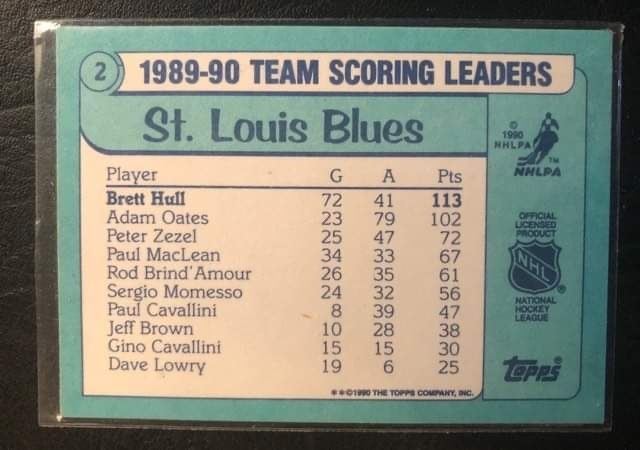 2 1989-90 TEAM SCORING LEADERS
St. Louis Blues
Player G A Pts
Brett Hull 72 41 113
Adam Oates 23 79 102
Peter Zezel 25 47 72
Paul MacLean 34 33 67
Rod Brind'Amour 26 35 61
Sergio Momesso 24 32 56
Paul Cavallini 8 39 47
Jeff Brown 10 28 38
Gino Cavallini 15 15 30
Dave Lowry 19 6 25
**©1990 THE TOPPS COMPANY, INC.
©
1990
NHLPA
TM
NHLPA
OFFICIAL
LICENSED
PRODUCT
NHL
®
NATIONAL
HOCKEY
LEAGUE
topps®